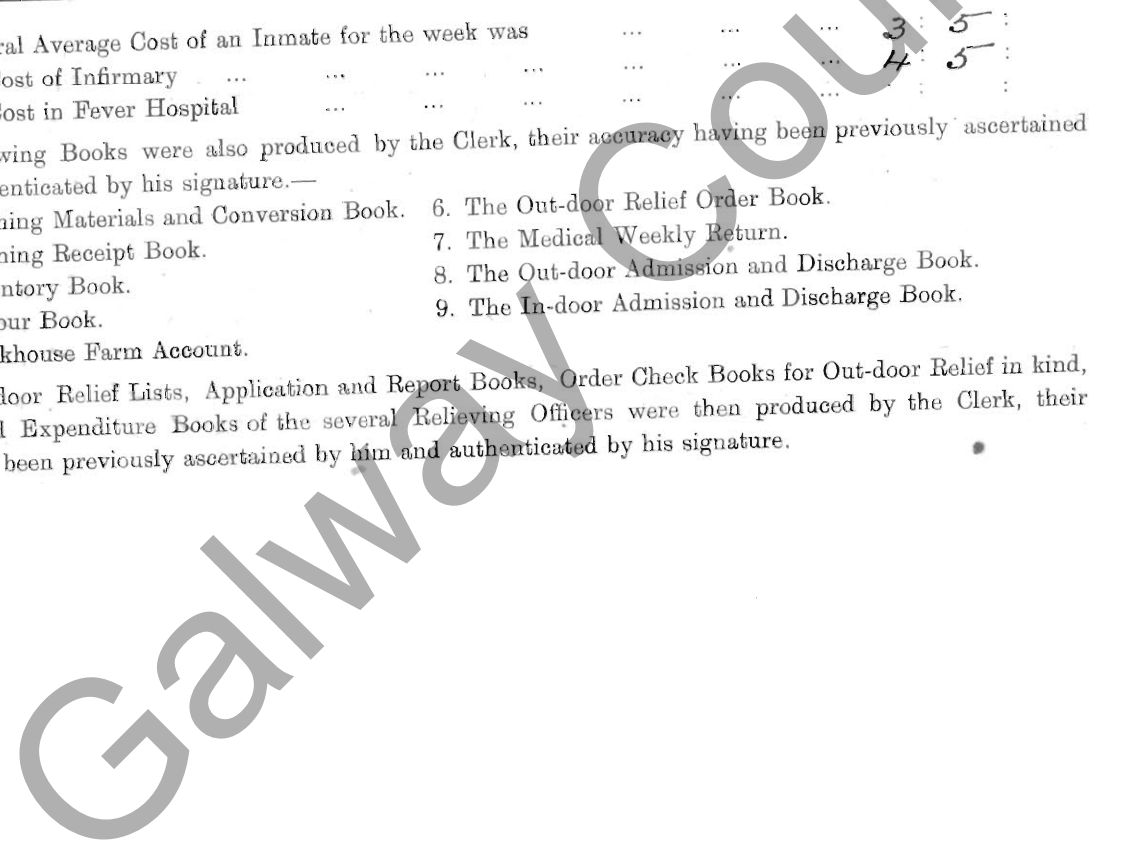 ral Average Cost of an Inmate for the week was ... ... ... 3 : 5 :
ost of Infirmary ... ... ... ... ... ... ... 4 : 5 :
ost in Fever Hospital ... ... ... ... ... ... : :
wing Books were also produced by the Clerk, their accuracy having been previously ascertained
enticated by his signature.—
ning Materials and Conversion Book.
ning Receipt Book.
ntory Book.
our Book.
khouse Farm Account.
6. The Out-door Relief Order Book.
7. The Medical Weekly Return.
8. The Out-door Admission and Discharge Book.
9. The In-door Admission and Discharge Book.
door Relief Lists, Application and Report Books, Order Check Books for Out-door Relief in kind,
l Expenditure Books of the several Relieving Officers were then produced by the Clerk, their
been previously ascertained by him and authenticated by his signature.
Galway Cou